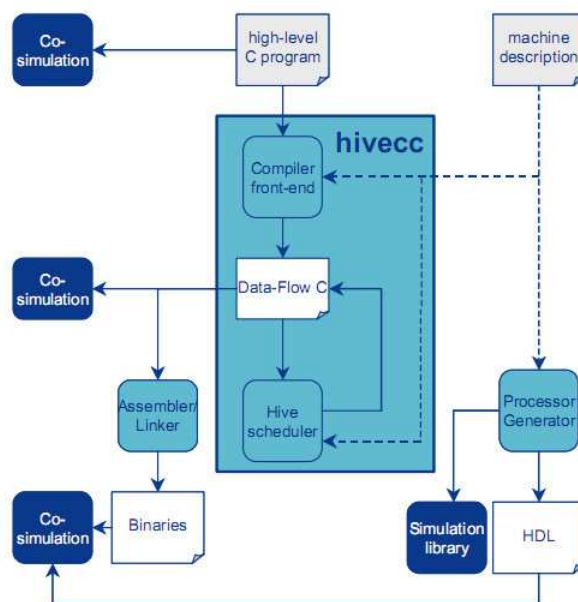 Co-
simulation
high-level
C program
machine
description
hivecc
Compiler
front-end
Co-
simulation
Data-Flow C
Assembler/
Linker
Hive
scheduler
Processor
Generator
Co-
simulation
Binaries
Simulation
library
HDL